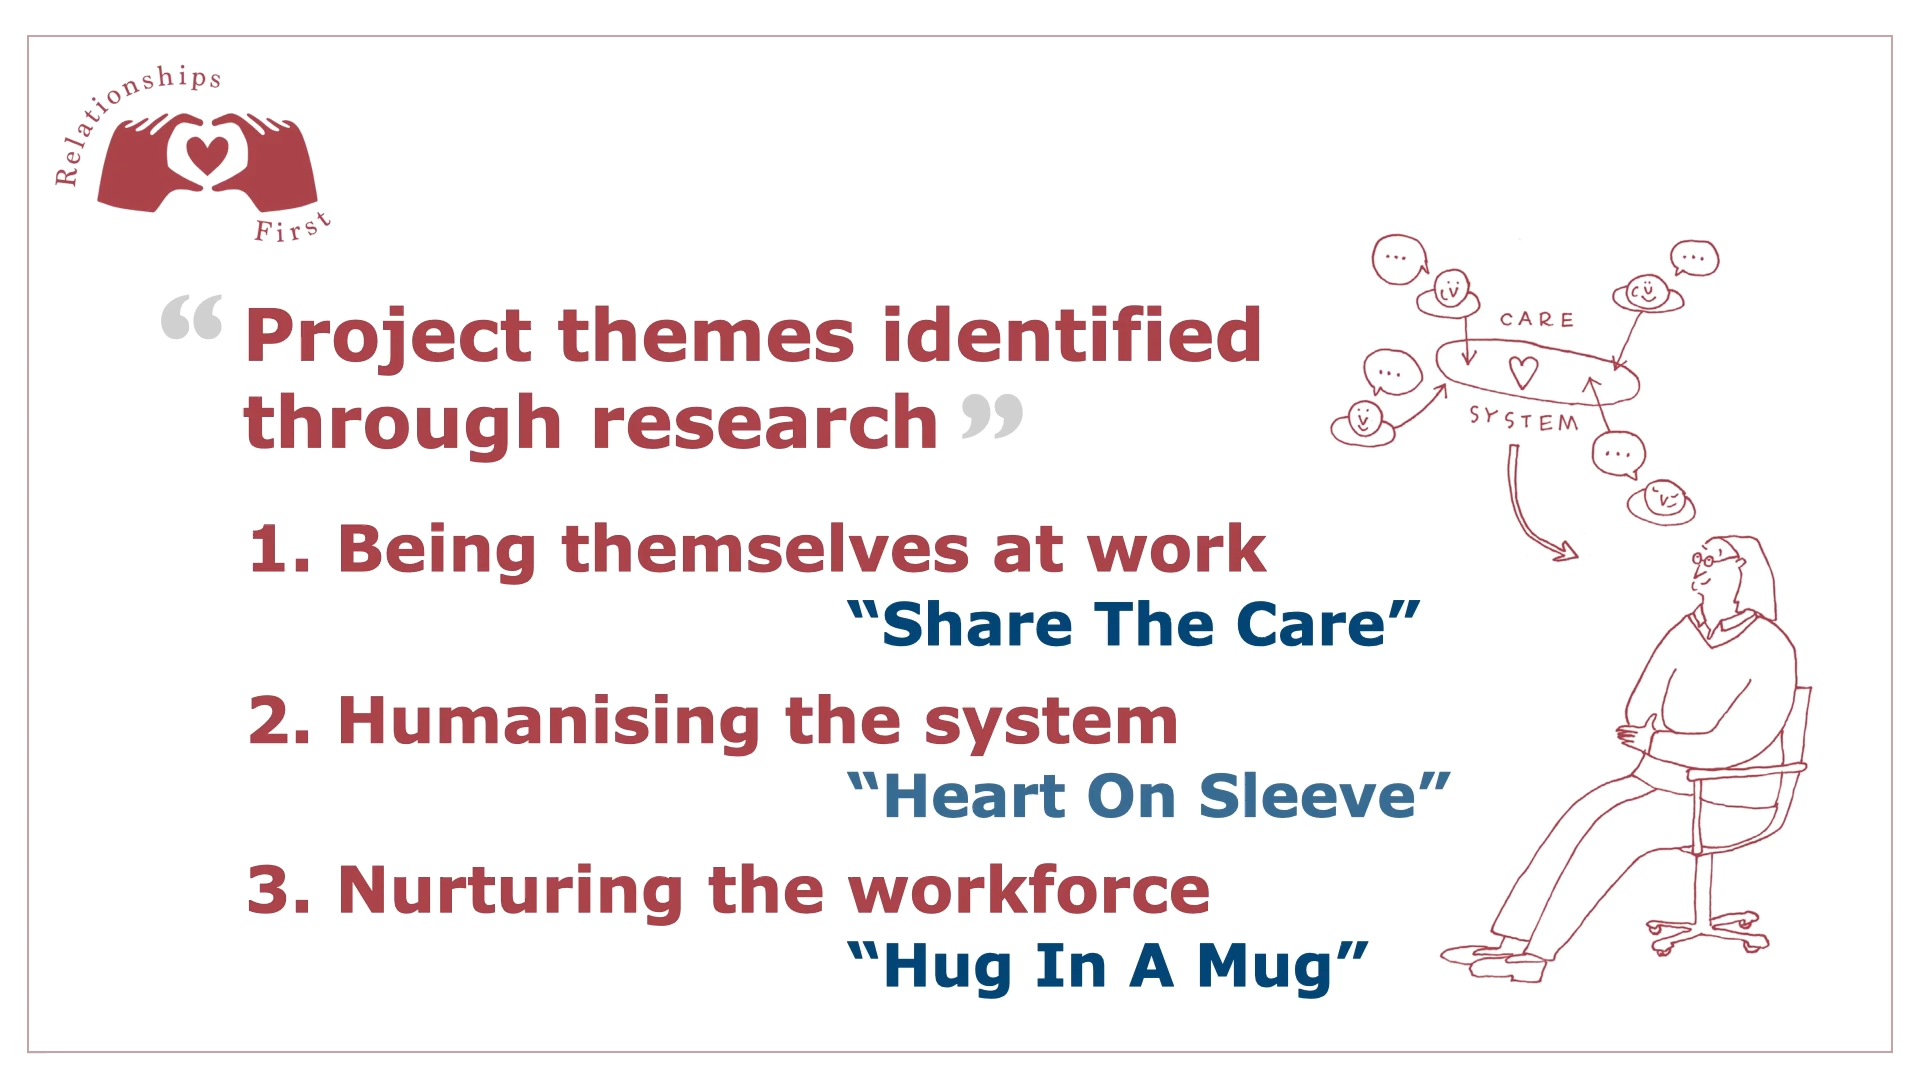 Relationships
First
“Project themes identified
through research”
1. Being themselves at work
“Share The Care”
2. Humanising the system
“Heart On Sleeve”
3. Nurturing the workforce
“Hug In A Mug”
...
...
CARE
...
SYSTEM
...